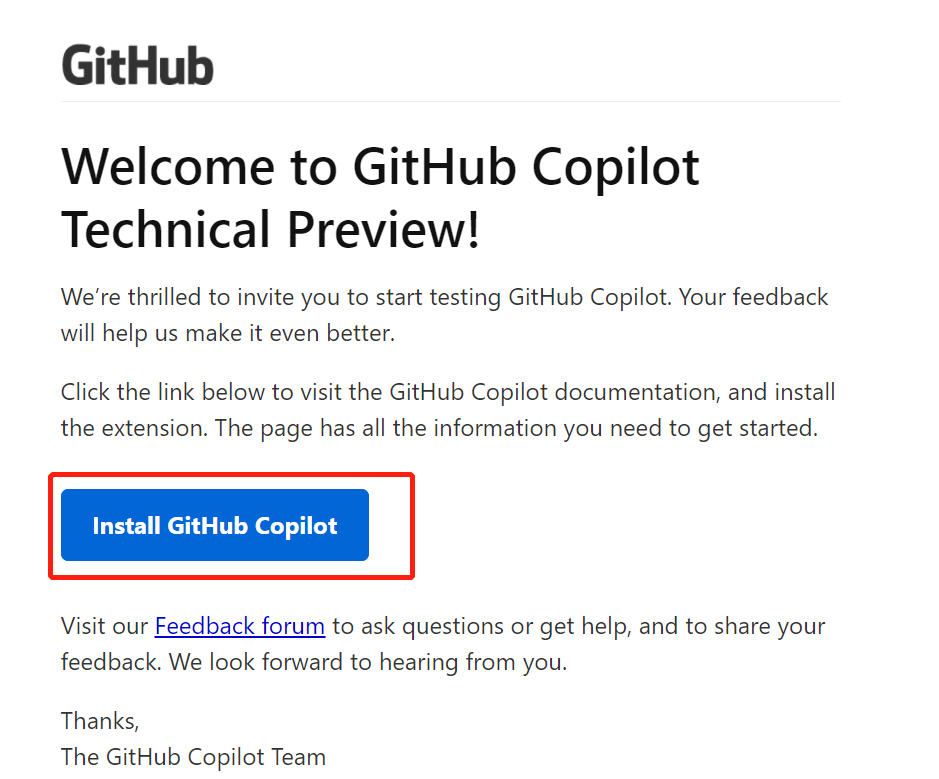 GitHub
Welcome to GitHub Copilot
Technical Preview!
We’re thrilled to invite you to start testing GitHub Copilot. Your feedback
will help us make it even better.
Click the link below to visit the GitHub Copilot documentation, and install
the extension. The page has all the information you need to get started.
Install GitHub Copilot
Visit our Feedback forum to ask questions or get help, and to share your
feedback. We look forward to hearing from you.
Thanks,
The GitHub Copilot Team